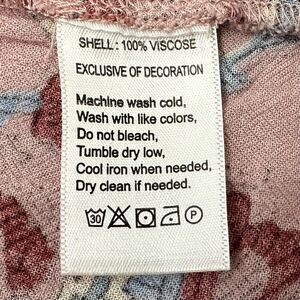 SHELL: 100% VISCOSE
EXCLUSIVE OF DECORATION
Machine wash cold,
Wash with like colors,
Do not bleach,
Tumble dry low,
Cool iron when needed,
Dry clean if needed.
30 P